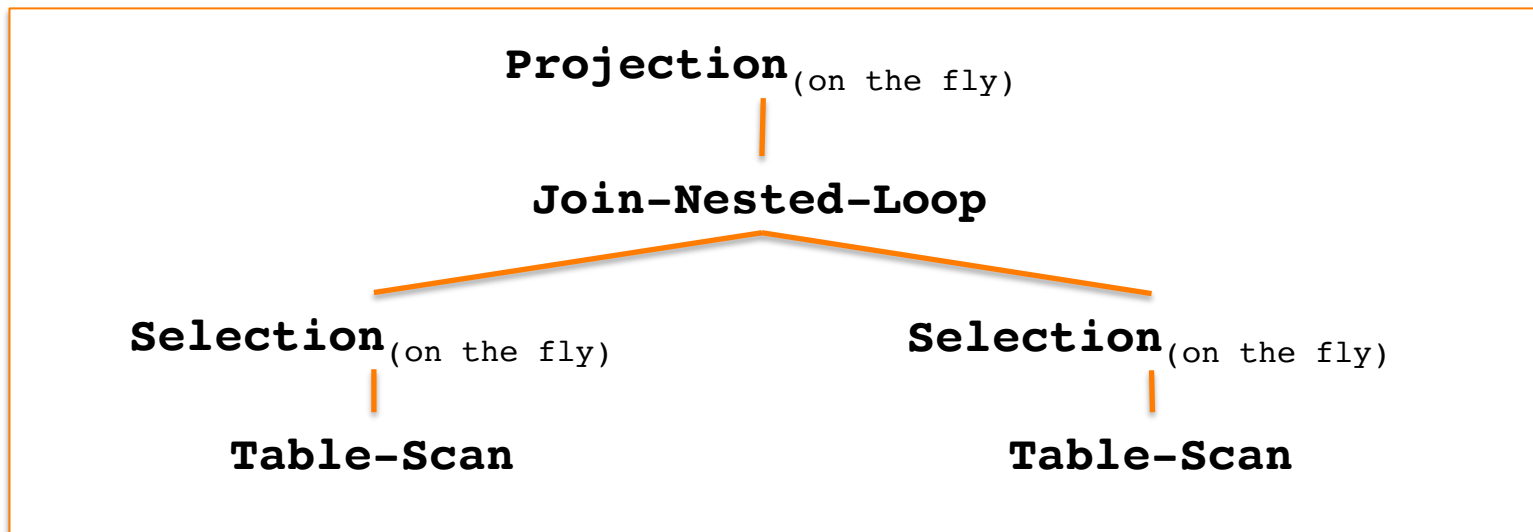 Projection(on the fly)
Join-Nested-Loop
Selection(on the fly) Selection(on the fly)
Table-Scan Table-Scan